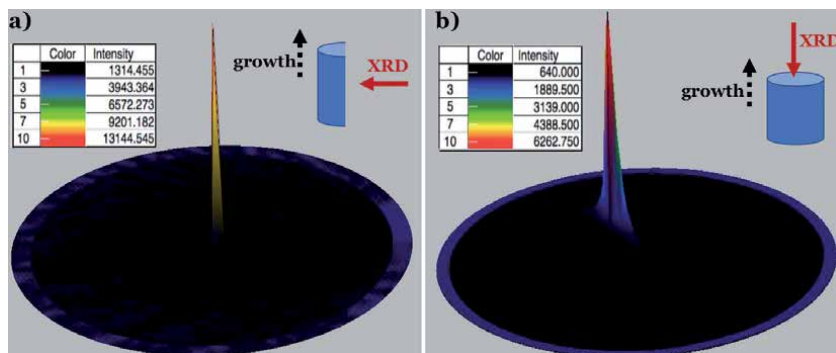 a)
Color Intensity
1 1314.455
3 3943.364
5 6572.273
7 9201.182
10 13144.545
growth
XRD
b)
Color Intensity
1 640.000
3 1889.500
5 3139.000
7 4388.500
10 6262.750
growth
XRD